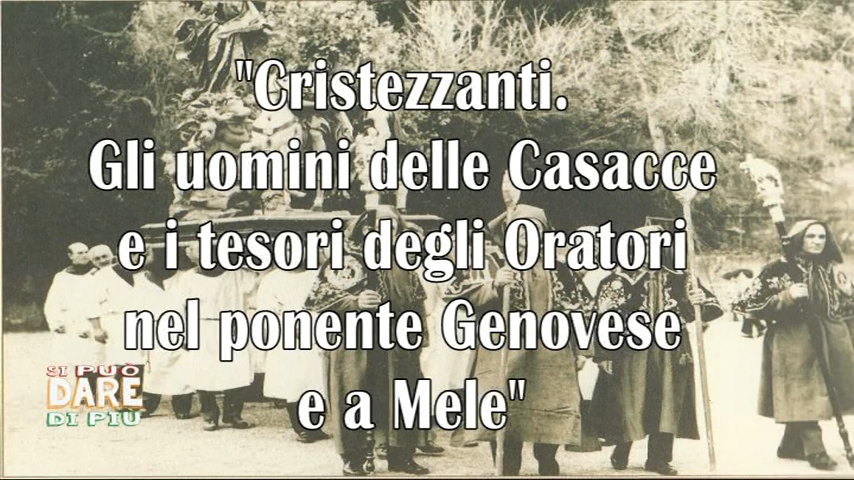 "Cristezzanti.
Gli uomini delle Casacce
e i tesori degli Oratori
nel ponente Genovese
e a Mele"
SI PUÒ
DARE
DI PIÙ